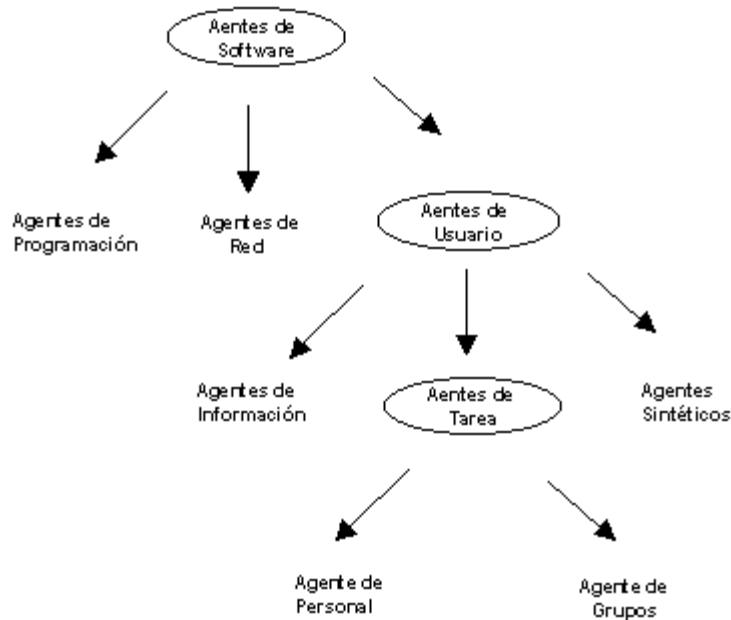 Aentes de
Software
Agentes de
Programación
Agentes de
Red
Aentes de
Usuario
Agentes de
Información
Aentes de
Tarea
Agentes
Sintéticos
Agente de
Personal
Agente de
Grupos